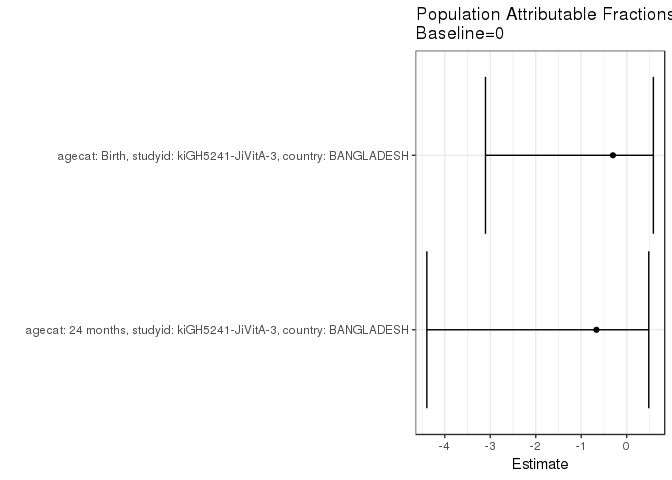 Population Attributable Fractions
Baseline=0
agecat: Birth, studyid: kiGH5241-JiVitA-3, country: BANGLADESH
agecat: 24 months, studyid: kiGH5241-JiVitA-3, country: BANGLADESH
-4 -3 -2 -1 0
Estimate